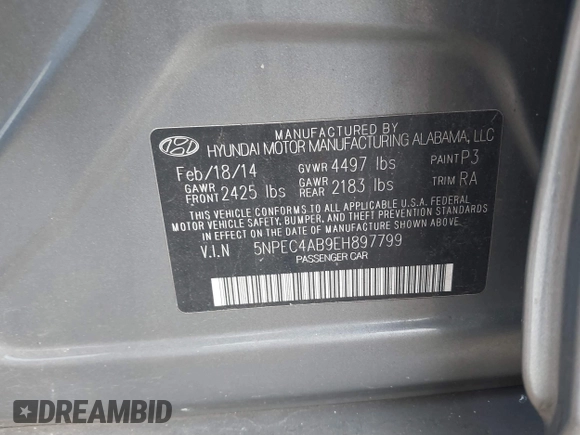 MANUFACTURED BY
HYUNDAI MOTOR MANUFACTURING ALABAMA, LLC
Feb/18/14 GVWR 4497 lbs PAINT P3
GAWR FRONT 2425 lbs GAWR REAR 2183 lbs TRIM RA
THIS VEHICLE CONFORMS TO ALL APPLICABLE U.S.A. FEDERAL
MOTOR VEHICLE SAFETY, BUMPER, AND THEFT PREVENTION STANDARDS
IN EFFECT ON THE DATE OF MANUFACTURE SHOWN ABOVE.
V.I.N 5NPEC4AB9EH897799
PASSENGER CAR
DREAMBID